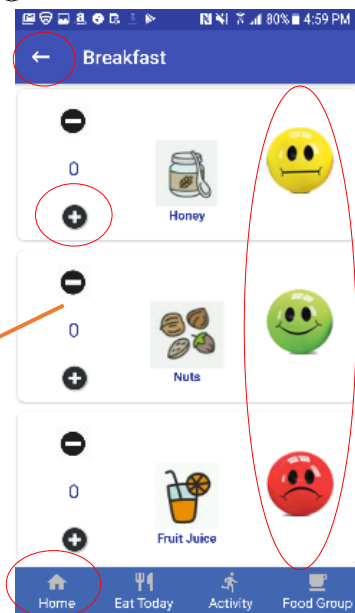 80% 4:59 PM
← Breakfast
0
Honey
0
Nuts
0
Fruit Juice
Home Eat Today Activity Food Group